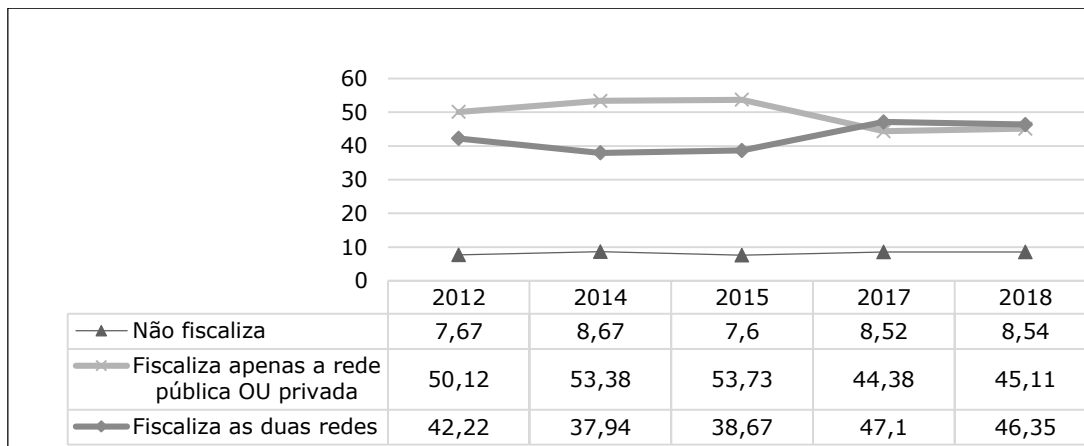 60
50
40
30
20
10
0
2012 2014 2015 2017 2018
Não fiscaliza 7,67 8,67 7,6 8,52 8,54
Fiscaliza apenas a rede
pública OU privada 50,12 53,38 53,73 44,38 45,11
Fiscaliza as duas redes 42,22 37,94 38,67 47,1 46,35